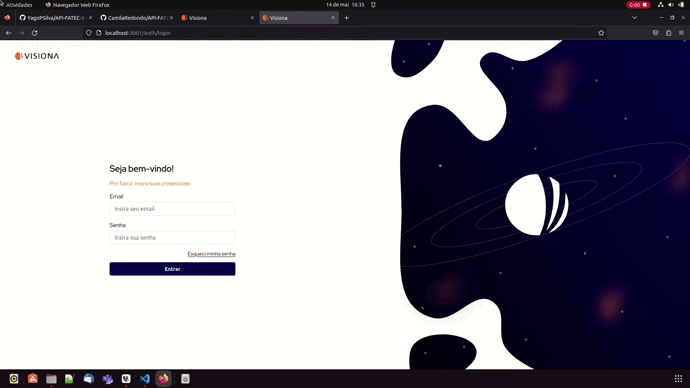 Atividades
Navegador Web Firefox
14 de mai 16:35
0:00
YagoPSilva/API-FATEC-3
CamilaRedondo/API-FAT
Visiona
Visiona
localhost:3001/auth/login
VISIONA
Seja bem-vindo!
Por favor, insira suas credenciais
Email
Insira seu email
Senha
Insira sua senha
Esqueci minha senha
Entrar